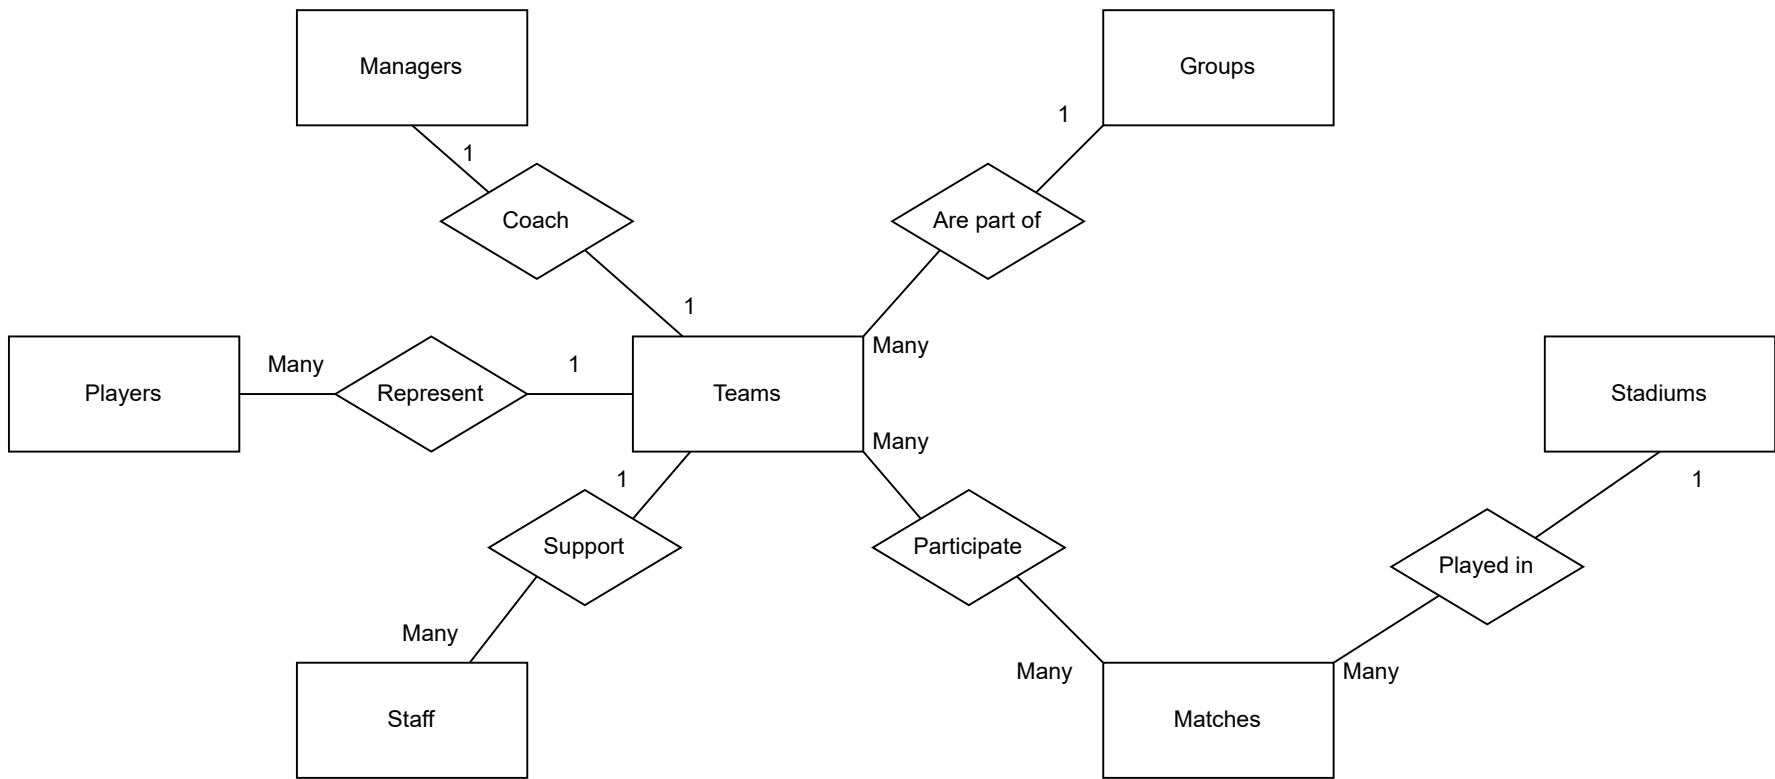 Managers
Groups
1
1
Coach
Are part of
1
Many
Many
1
Players
Represent
Teams
Stadiums
Many
1
1
Support
Participate
Played in
Many
Many
Many
Staff
Matches